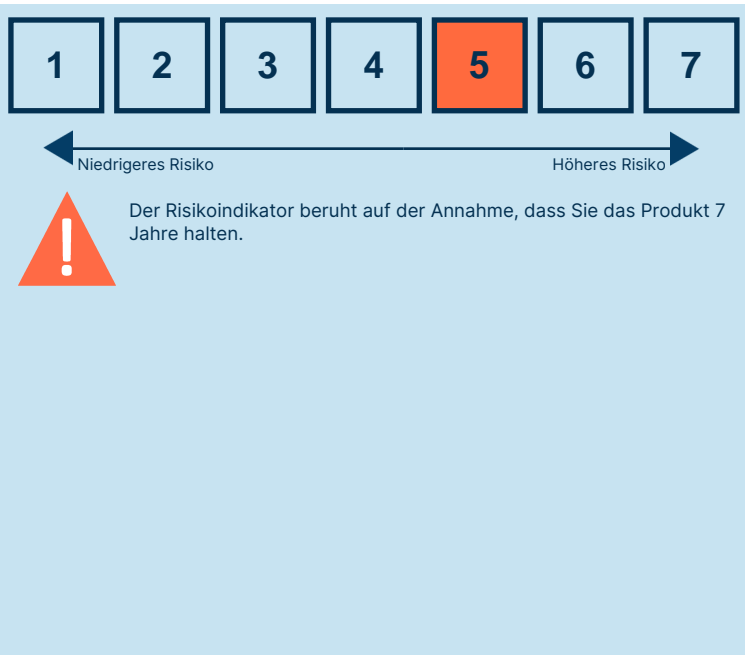 1 2 3 4 5 6 7
Niedrigeres Risiko Höheres Risiko
Der Risikoindikator beruht auf der Annahme, dass Sie das Produkt 7
Jahre halten.